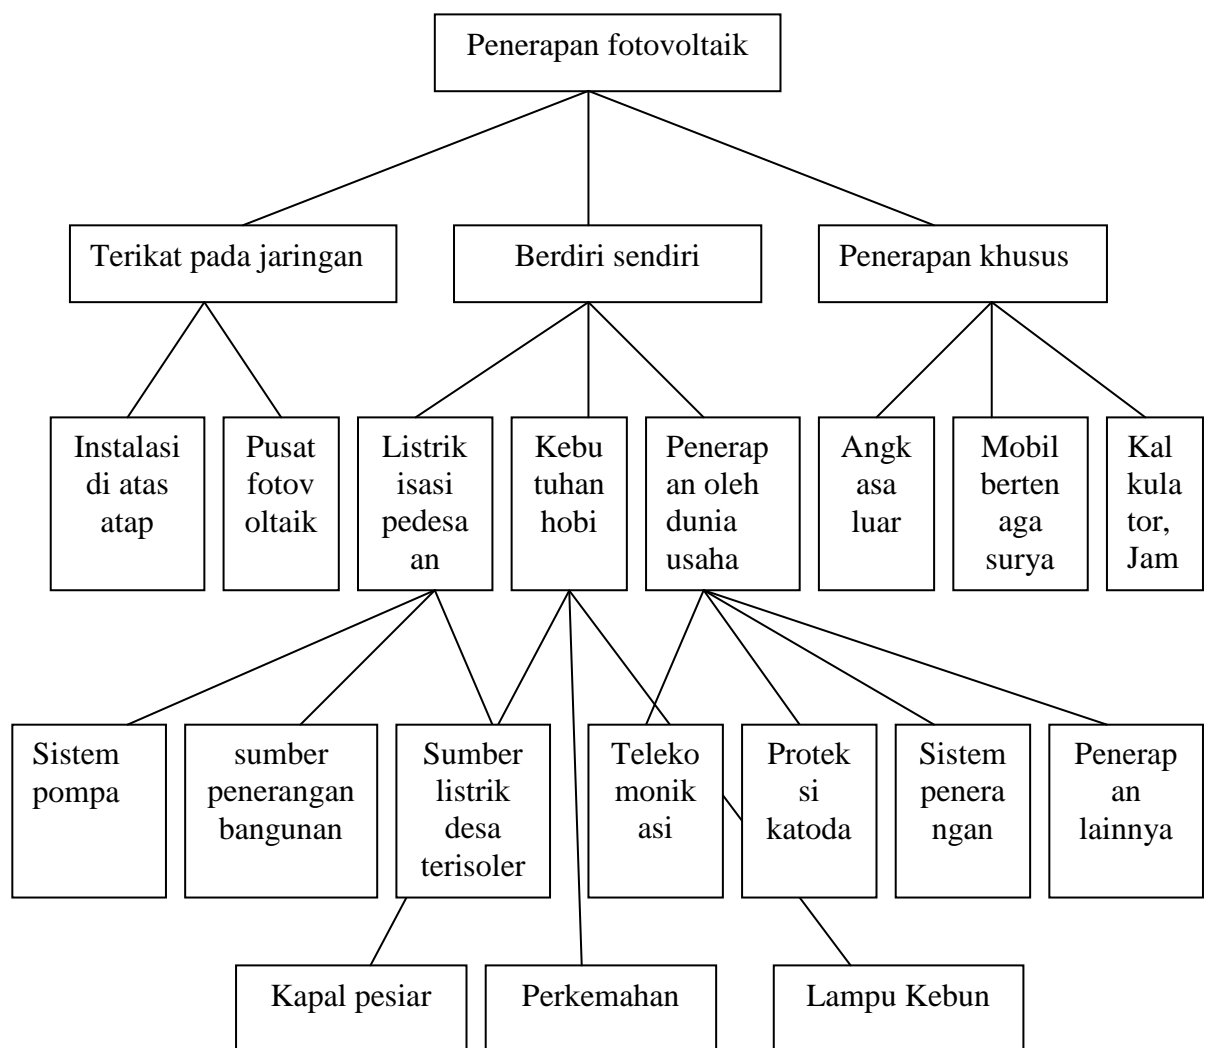 Penerapan fotovoltaik
Terikat pada jaringan
Berdiri sendiri
Penerapan khusus
Instalasi
di atas
atap
Pusat
fotov
oltaik
Listrik
isasi
pedesa
an
Kebu
tuhan
hobi
Penerap
an oleh
dunia
usaha
Angk
asa
luar
Mobil
berten
aga
surya
Kal
kula
tor,
Jam
Sistem
pompa
sumber
penerangan
bangunan
Sumber
listrik
desa
terisoler
Teleko
monik
asi
Protek
si
katoda
Sistem
penera
ngan
Penerap
an
lainnya
Kapal pesiar
Perkemahan
Lampu Kebun